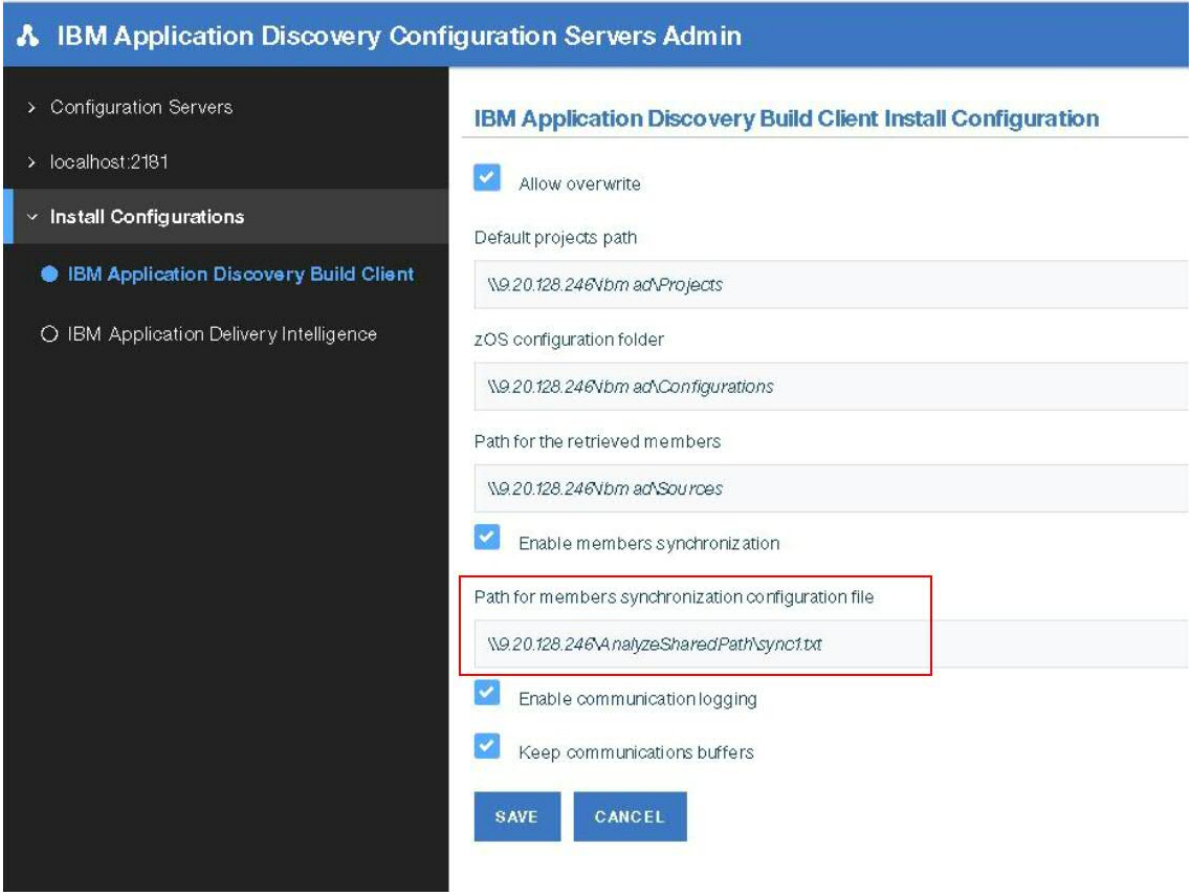 IBM Application Discovery Configuration Servers Admin
> Configuration Servers
> localhost:2181
Install Configurations
IBM Application Discovery Build Client
IBM Application Delivery Intelligence
IBM Application Discovery Build Client Install Configuration
Allow overwrite
Default projects path
\\9.20.128.246\ibm ad\Projects
zOS configuration folder
\\9.20.128.246\ibm ad\Configurations
Path for the retrieved members
\\9.20.128.246\ibm ad\Sources
Enable members synchronization
Path for members synchronization configuration file
\\9.20.128.246\AnalyzeSharedPath\sync1.txt
Enable communication logging
Keep communications buffers
SAVE
CANCEL